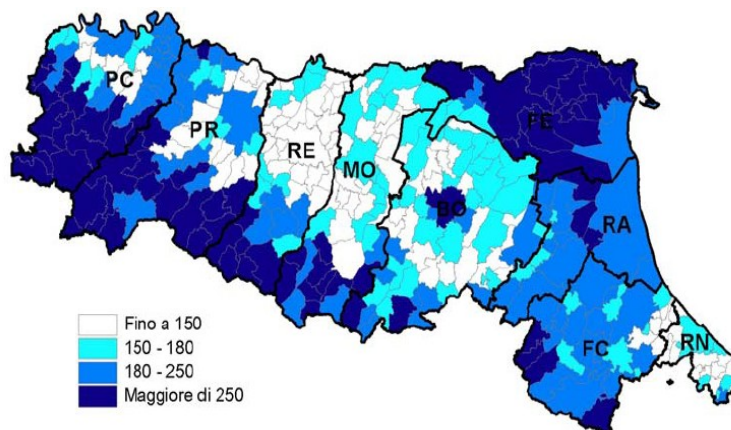 PC
PR
RE
MO
FE
BO
RA
FC
RN
Fino a 150
150 - 180
180 - 250
Maggiore di 250